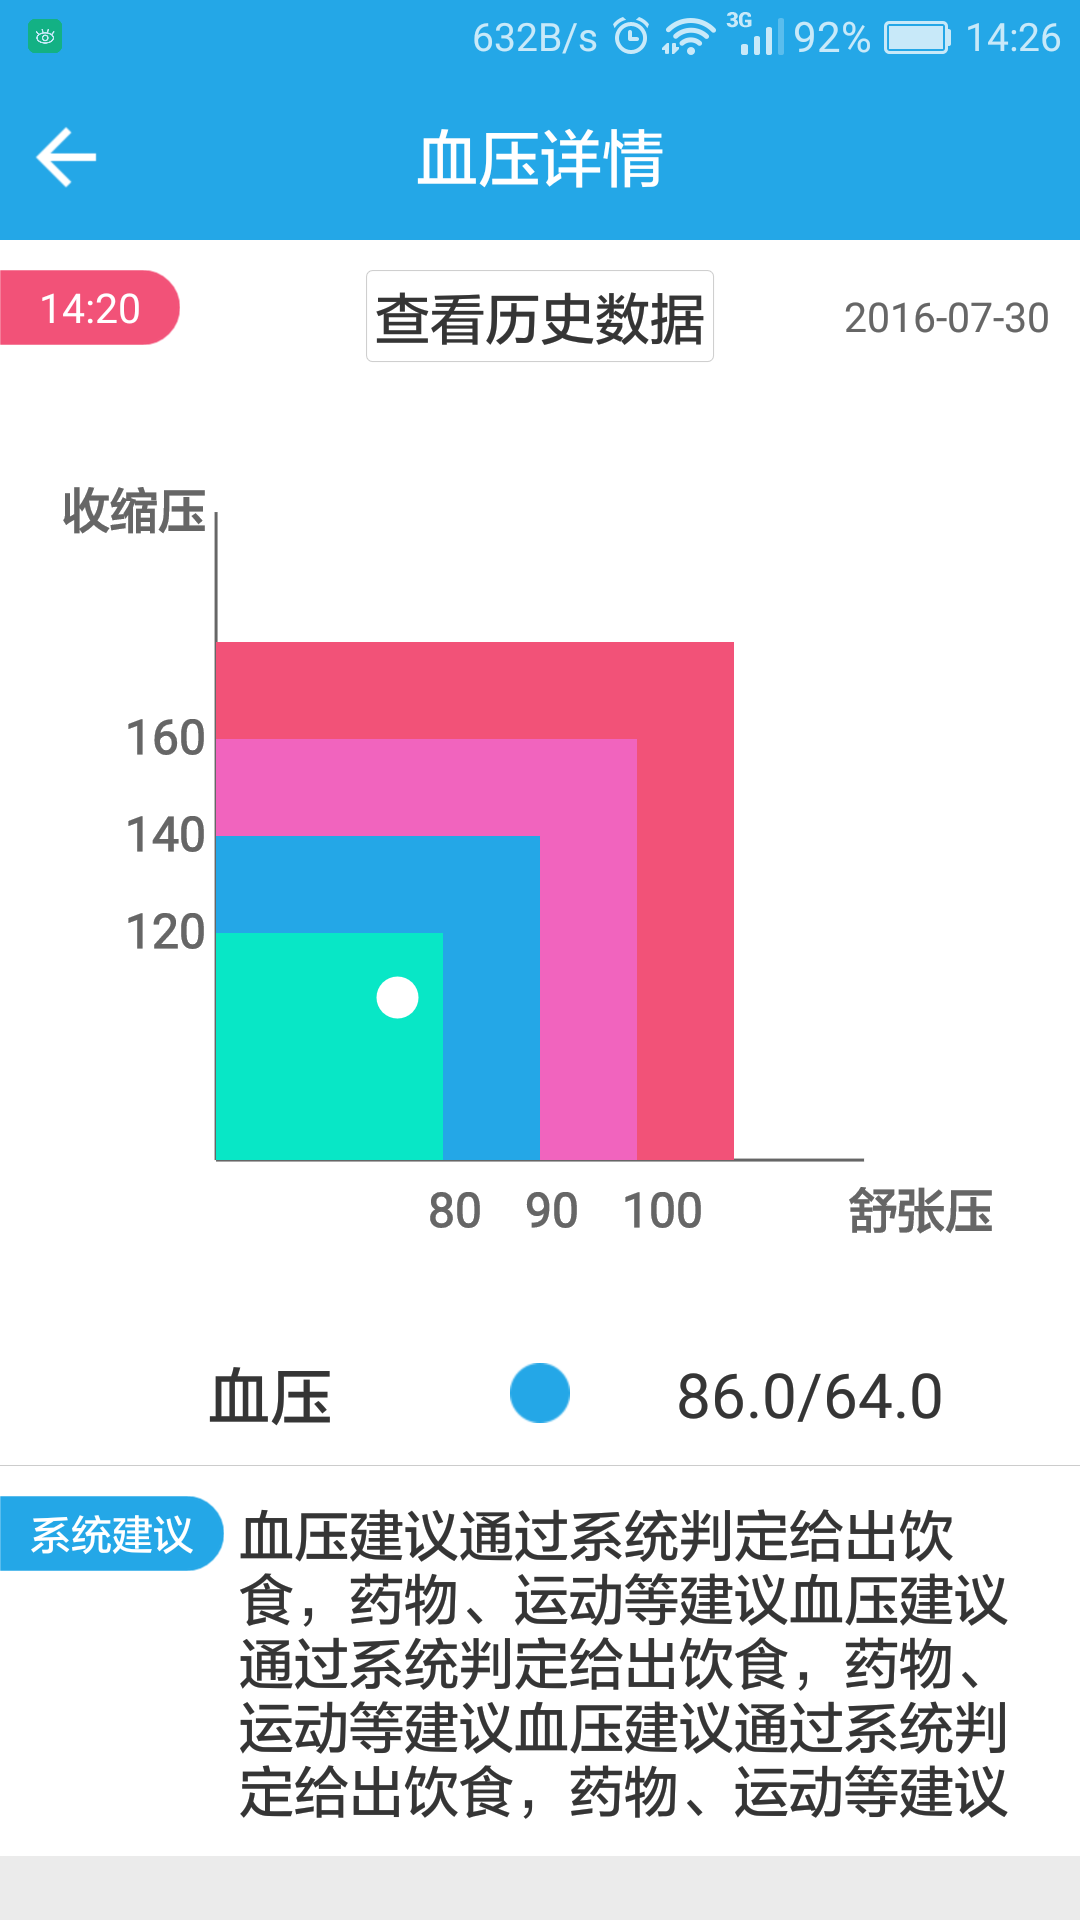 632B/s 3G 92% 14:26
血压详情
14:20 查看历史数据 2016-07-30
收缩压
160
140
120
80 90 100 舒张压
血压 86.0/64.0
系统建议 血压建议通过系统判定给出饮
食，药物、运动等建议血压建议
通过系统判定给出饮食，药物、
运动等建议血压建议通过系统判
定给出饮食，药物、运动等建议